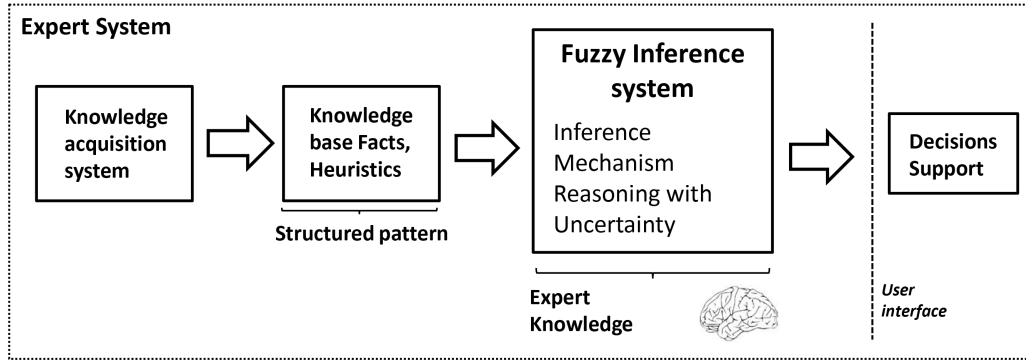 Expert System
Knowledge
acquisition
system
Knowledge
base Facts,
Heuristics
Structured pattern
Fuzzy Inference
system
Inference
Mechanism
Reasoning with
Uncertainty
Expert
Knowledge
Decisions
Support
User
interface